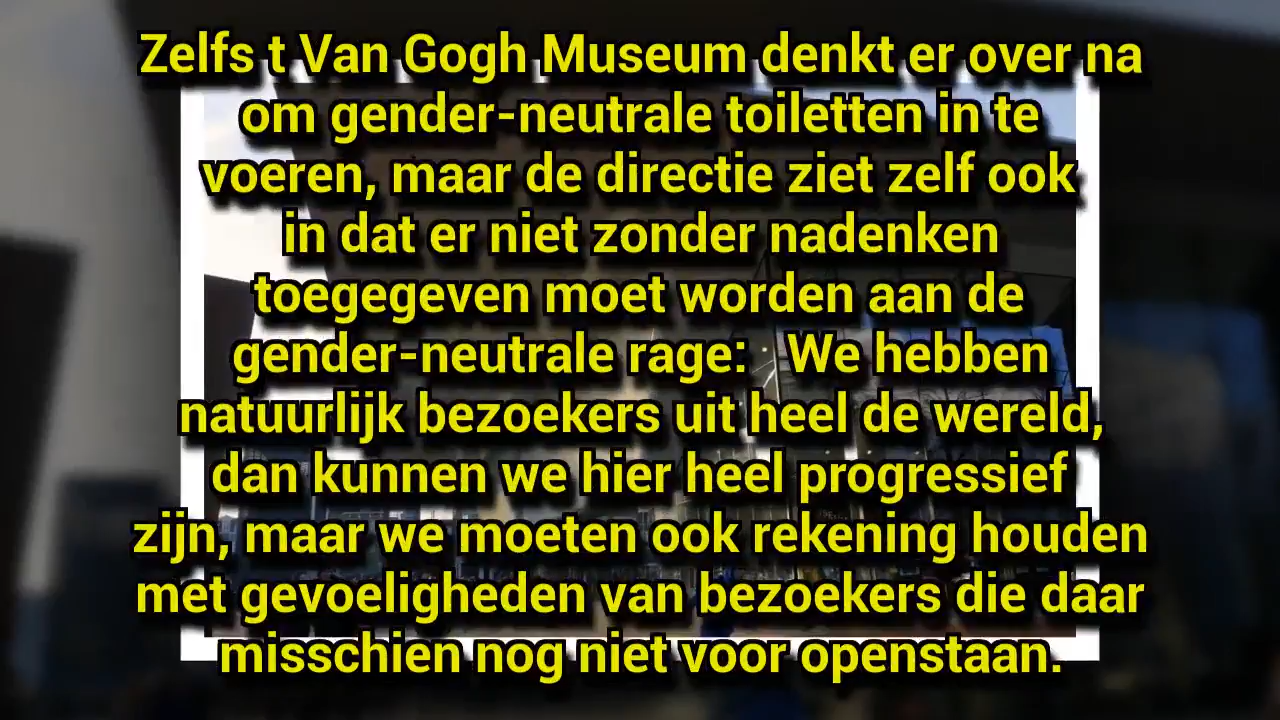 Zelfs t Van Gogh Museum denkt er over na
om gender-neutrale toiletten in te
voeren, maar de directie ziet zelf ook
in dat er niet zonder nadenken
toegegeven moet worden aan de
gender-neutrale rage: We hebben
natuurlijk bezoekers uit heel de wereld,
dan kunnen we hier heel progressief
zijn, maar we moeten ook rekening houden
met gevoeligheden van bezoekers die daar
misschien nog niet voor openstaan.